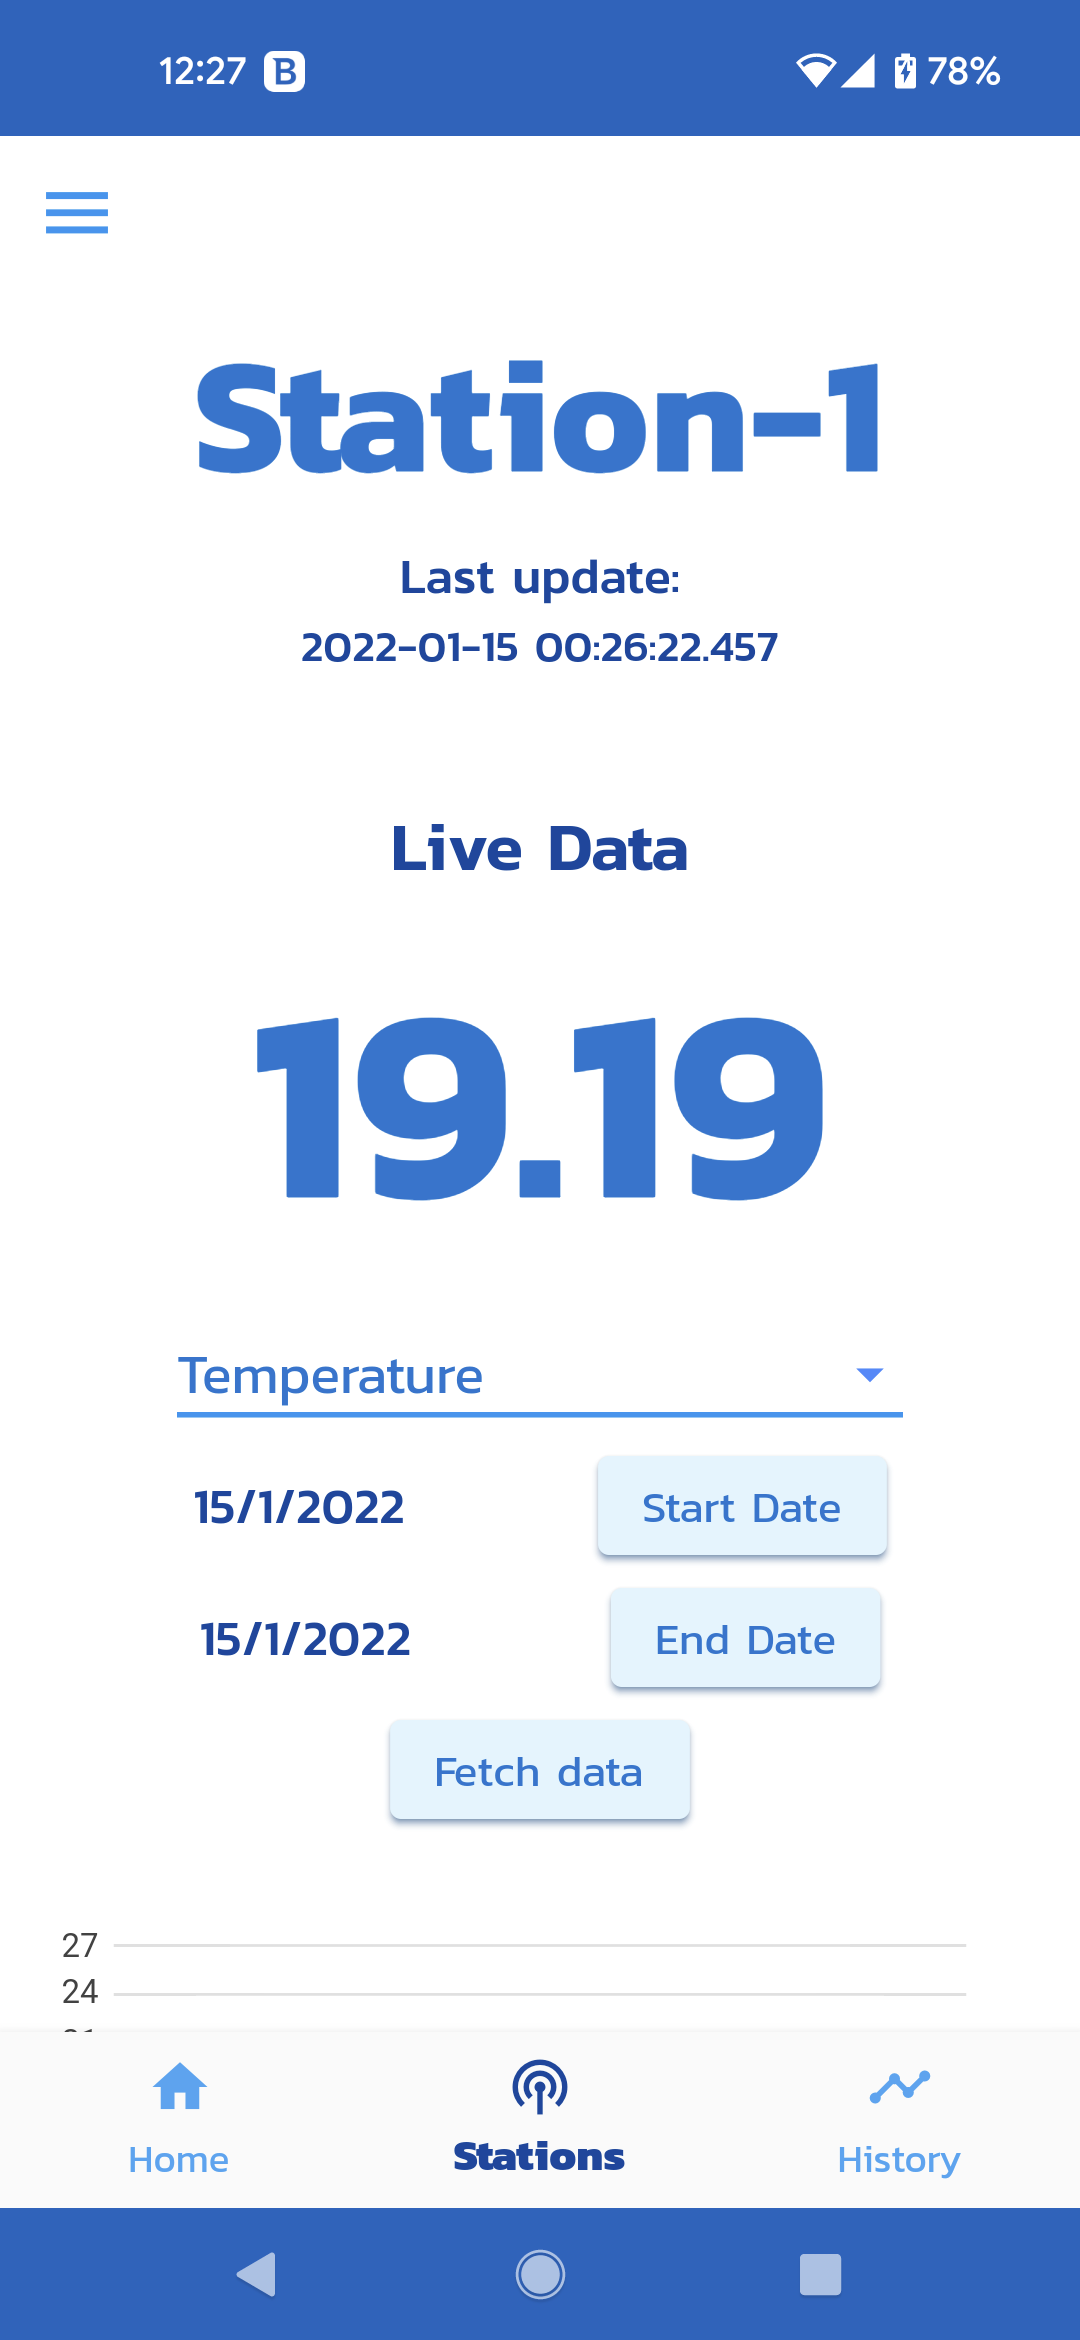 12:27 B 78%
Station-1
Last update:
2022-01-15 00:26:22.457
Live Data
19.19
Temperature
15/1/2022 Start Date
15/1/2022 End Date
Fetch data
27
24
Home Stations History